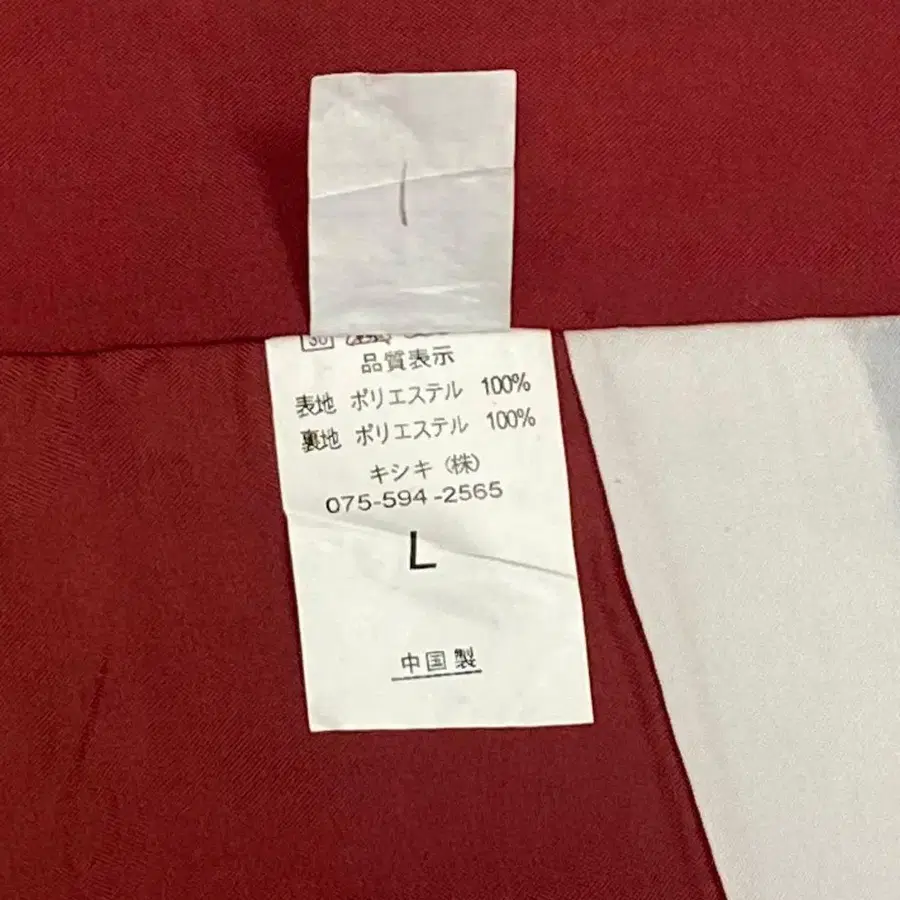 30
品質表示
表地 ポリエステル 100%
裏地 ポリエステル 100%
キシキ (株)
075-594-2565
L
中国製